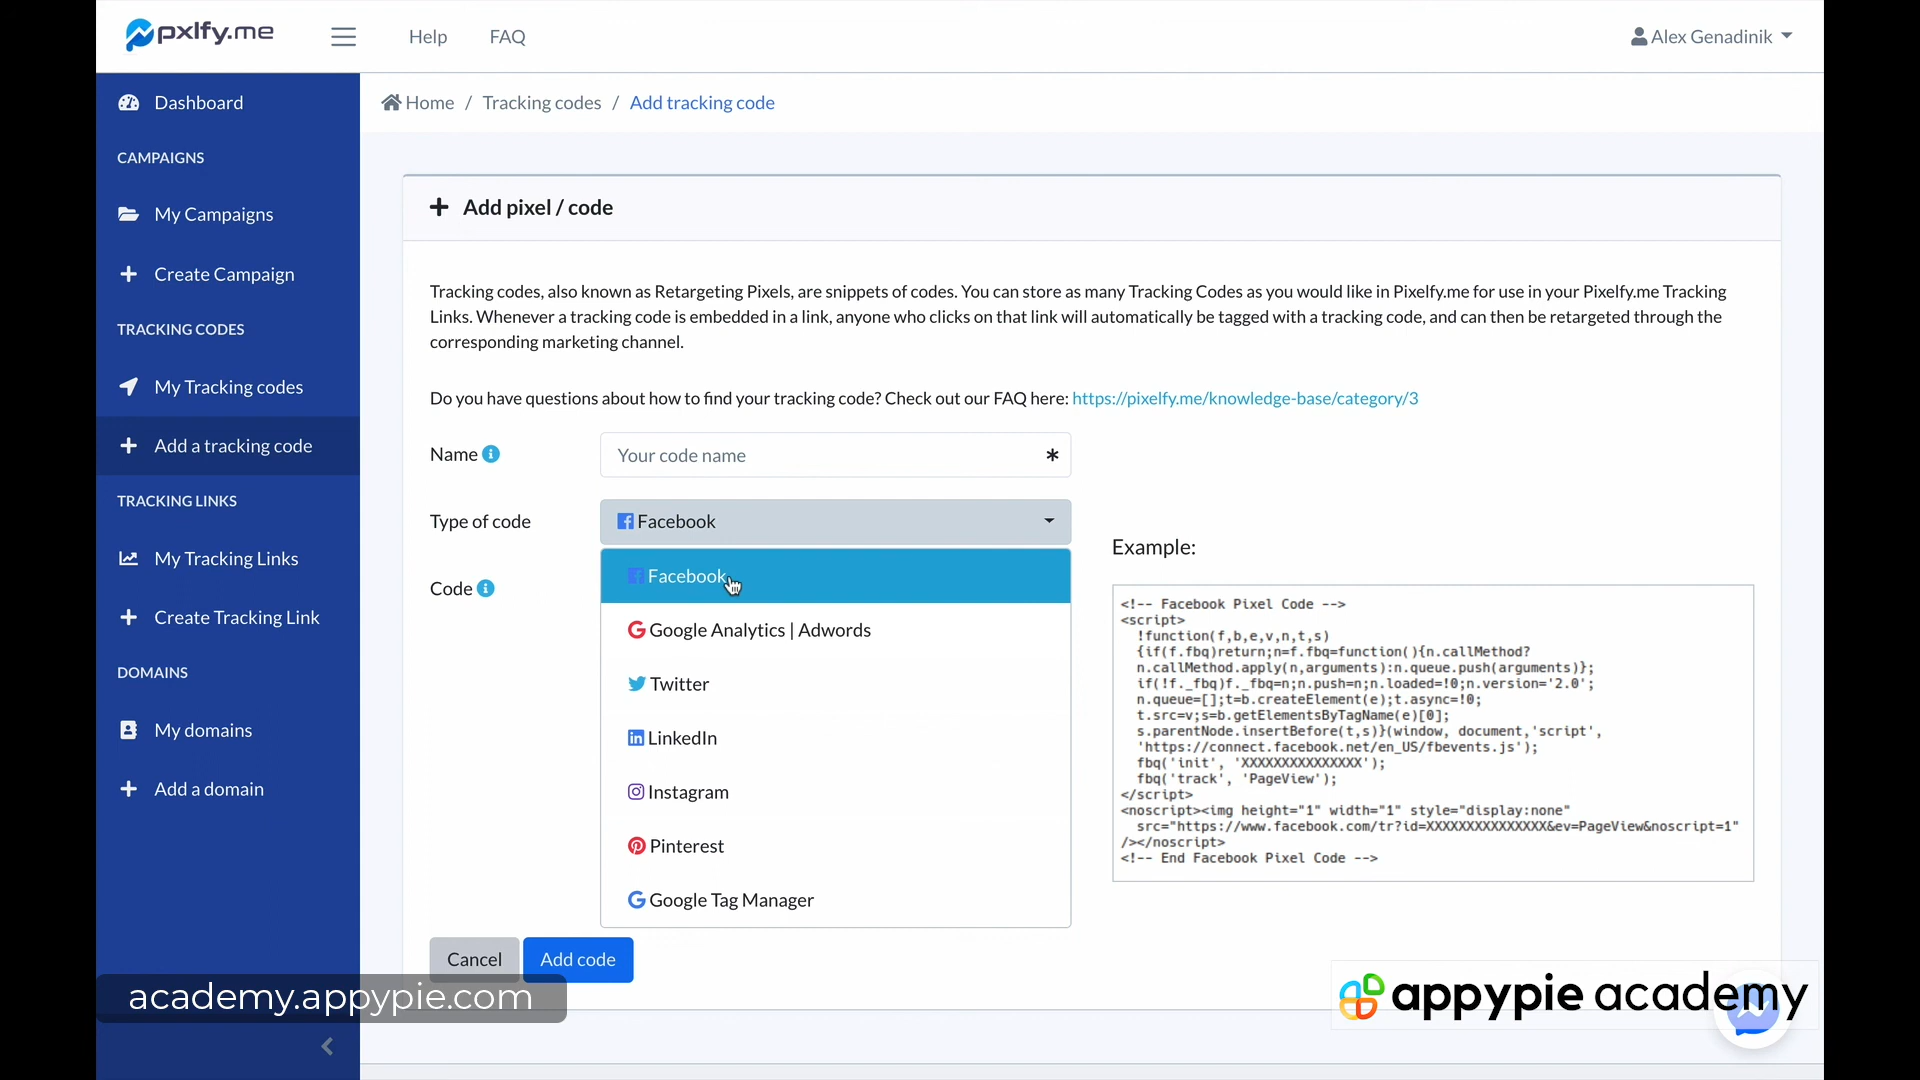 pxlfy.me
Help
FAQ
Alex Genadinik
Dashboard
CAMPAIGNS
My Campaigns
Create Campaign
TRACKING CODES
My Tracking codes
Add a tracking code
TRACKING LINKS
My Tracking Links
Create Tracking Link
DOMAINS
My domains
Add a domain
Home / Tracking codes / Add tracking code
Add pixel / code
Tracking codes, also known as Retargeting Pixels, are snippets of codes. You can store as many Tracking Codes as you would like in Pixelfy.me for use in your Pixelfy.me Tracking
Links. Whenever a tracking code is embedded in a link, anyone who clicks on that link will automatically be tagged with a tracking code, and can then be retargeted through the
corresponding marketing channel.
Do you have questions about how to find your tracking code? Check out our FAQ here: https://pixelfy.me/knowledge-base/category/3
Name
Your code name *
Type of code
Facebook
Code
Facebook
Google Analytics | Adwords
Twitter
LinkedIn
Instagram
Pinterest
Google Tag Manager
Example:
<!-- Facebook Pixel Code -->
<script>
!function(f,b,e,v,n,t,s)
{if(f.fbq)return;n=f.fbq=function(){n.callMethod?
n.callMethod.apply(n,arguments):n.queue.push(arguments)};
if(!f._fbq)f._fbq=n;n.push=n;n.loaded=!0;n.version='2.0';
n.queue=[];t=b.createElement(e);t.async=!0;
t.src=v;s=b.getElementsByTagName(e)[0];
s.parentNode.insertBefore(t,s)}(window, document,'script',
'https://connect.facebook.net/en_US/fbevents.js');
fbq('init', 'XXXXXXXXXXXXXXX');
fbq('track', 'PageView');
</script>
<noscript><img height="1" width="1" style="display:none"
src="https://www.facebook.com/tr?id=XXXXXXXXXXXXXXX&ev=PageView&noscript=1"
/></noscript>
<!-- End Facebook Pixel Code -->
Cancel
Add code
academy.appypie.com
appypie academy